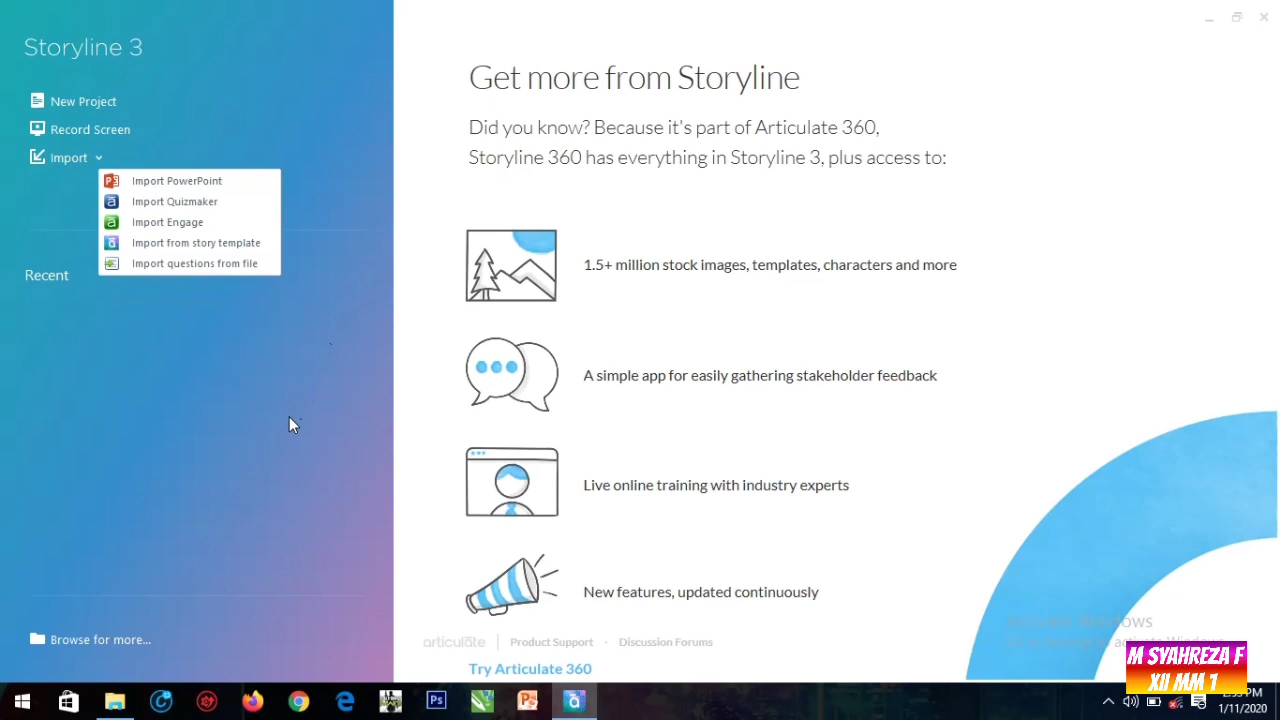 Storyline 3
New Project
Record Screen
Import
Import PowerPoint
Import Quizmaker
Import Engage
Import from story template
Import questions from file
Recent
Browse for more...
Get more from Storyline
Did you know? Because it's part of Articulate 360,
Storyline 360 has everything in Storyline 3, plus access to:
1.5+ million stock images, templates, characters and more
A simple app for easily gathering stakeholder feedback
Live online training with industry experts
New features, updated continuously
articulate
Product Support · Discussion Forums
Try Articulate 360
Activate Windows
M SYAHREZA F
XII MM 1
1/11/2020